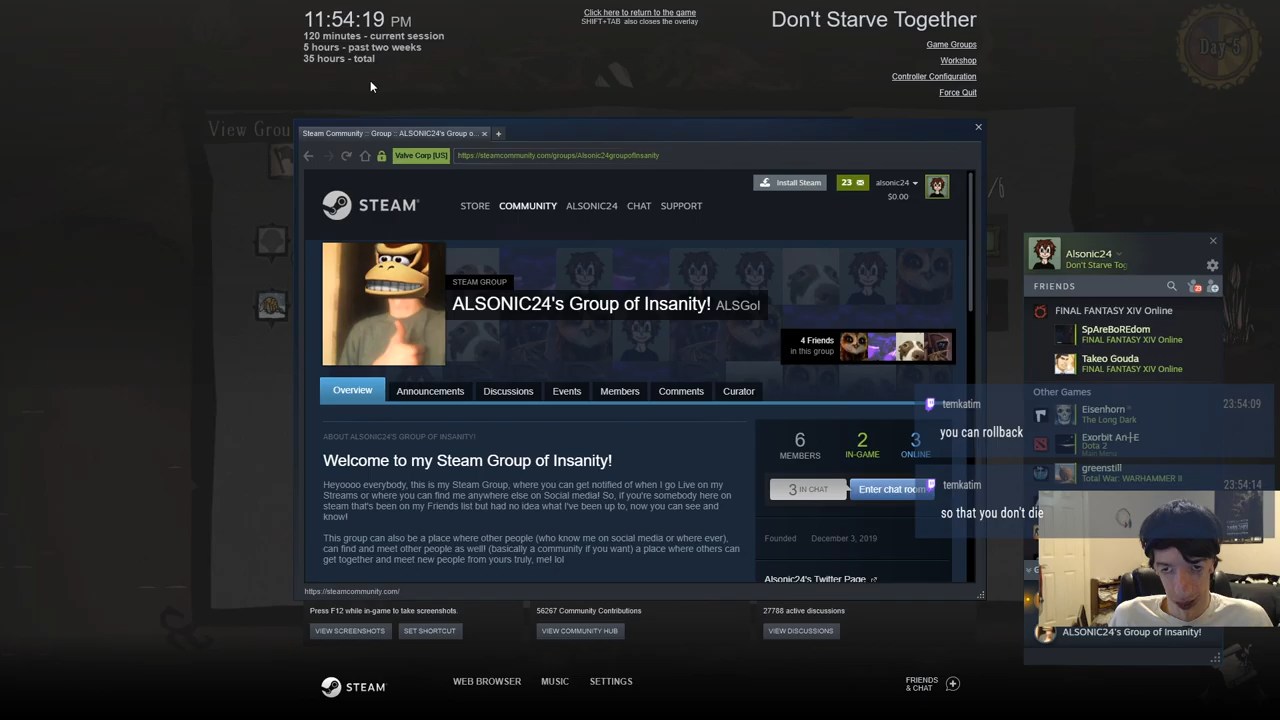 11:54:19 PM
120 minutes - current session
5 hours - past two weeks
35 hours - total
Click here to return to the game
SHIFT+TAB also closes the overlay
Don't Starve Together
Game Groups
Workshop
Controller Configuration
Force Quit
Day 5
View Grou
/6
Steam Community :: Group :: ALSONIC24's Group o...
Valve Corp [US]
https://steamcommunity.com/groups/Alsonic24groupofInsanity
Install Steam
23
alsonic24
$0.00
STEAM
STORE COMMUNITY ALSONIC24 CHAT SUPPORT
STEAM GROUP
ALSONIC24's Group of Insanity! ALSGoI
4 Friends
in this group
Overview Announcements Discussions Events Members Comments Curator
ABOUT ALSONIC24'S GROUP OF INSANITY!
Welcome to my Steam Group of Insanity!
Heyoooo everybody, this is my Steam Group, where you can get notified of when I go Live on my
Streams or where you can find me anywhere else on Social media! So, if you're somebody here on
steam that's been on my Friends list but had no idea what I've been up to, now you can see and
know!
This group can also be a place where other people (who know me on social media or where ever),
can find and meet other people as well! (basically a community if you want) a place where others can
get together and meet new people from yours truly, me! lol
6 MEMBERS
2 IN-GAME
3 ONLINE
3 IN CHAT
Enter chat room
Founded December 3, 2019
Alsonic24's Twitter Page
https://steamcommunity.com/
Alsonic24
Don't Starve Tog
FRIENDS
23
FINAL FANTASY XIV Online
SpAreBoREdom
FINAL FANTASY XIV Online
Takeo Gouda
FINAL FANTASY XIV Online
Other Games
Eisenhorn
The Long Dark
Exorbit An┼E
Dota 2
Main Menu
greenstill
Total War: WARHAMMER II
temkatim
23:54:09
you can rollback
temkatim
23:54:14
so that you don't die
G
ALSONIC24's Group of Insanity!
Press F12 while in-game to take screenshots.
VIEW SCREENSHOTS
SET SHORTCUT
56267 Community Contributions
VIEW COMMUNITY HUB
27788 active discussions
VIEW DISCUSSIONS
STEAM
WEB BROWSER MUSIC SETTINGS
FRIENDS
& CHAT